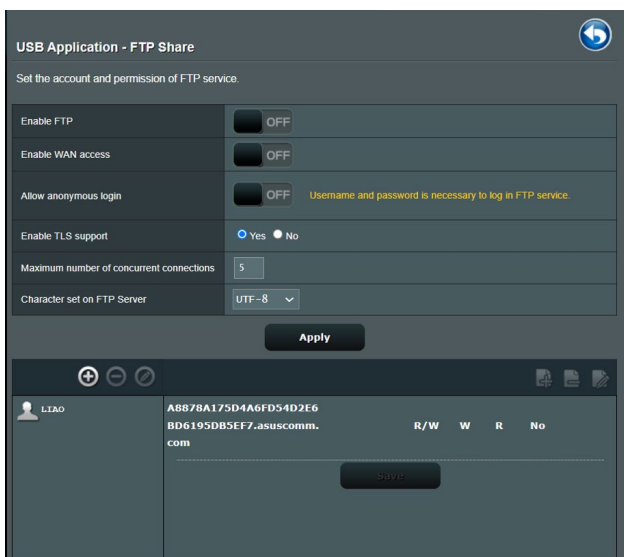 USB Application - FTP Share
Set the account and permission of FTP service.
Enable FTP
OFF
Enable WAN access
OFF
Allow anonymous login
OFF
Username and password is necessary to log in FTP service.
Enable TLS support
Yes No
Maximum number of concurrent connections
5
Character set on FTP Server
UTF-8
Apply
LIAO
A8878A175D4A6FD54D2E6
BD6195DB5EF7.asuscomm.
com
R/W W R No
Save